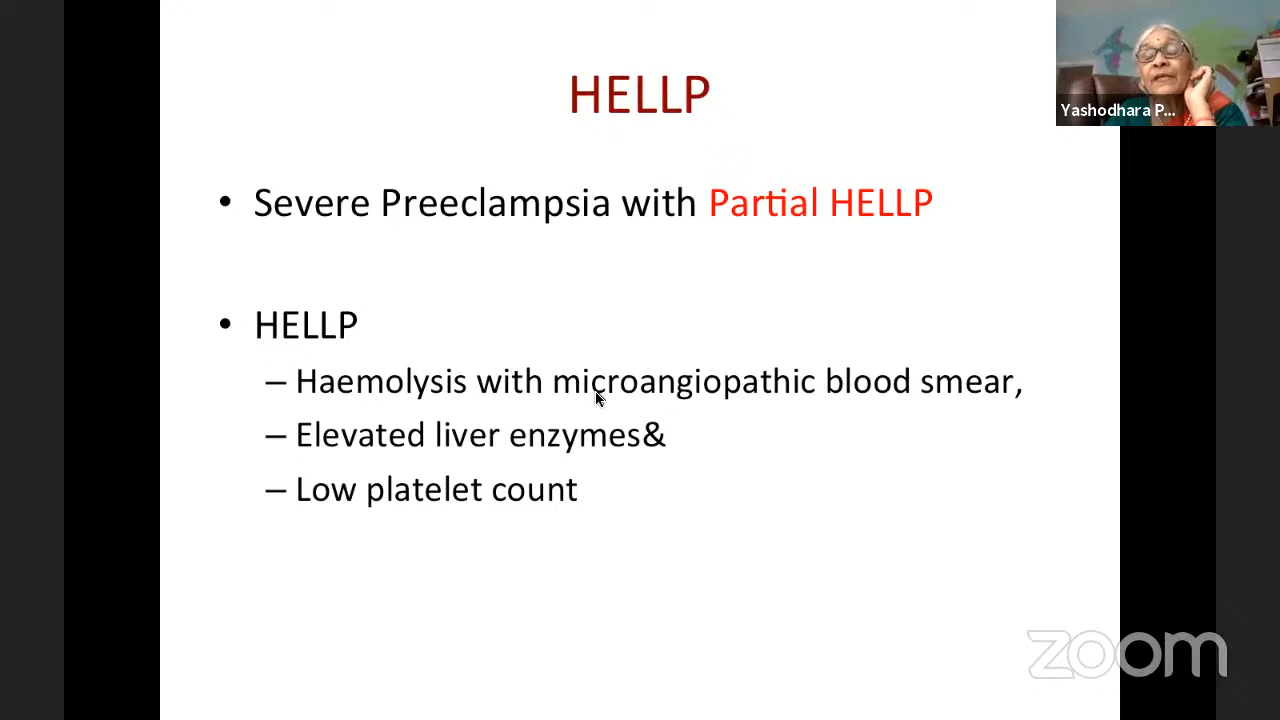 HELLP
Yashodhara P...
• Severe Preeclampsia with Partial HELLP
• HELLP
– Haemolysis with microangiopathic blood smear,
– Elevated liver enzymes&
– Low platelet count
zoom